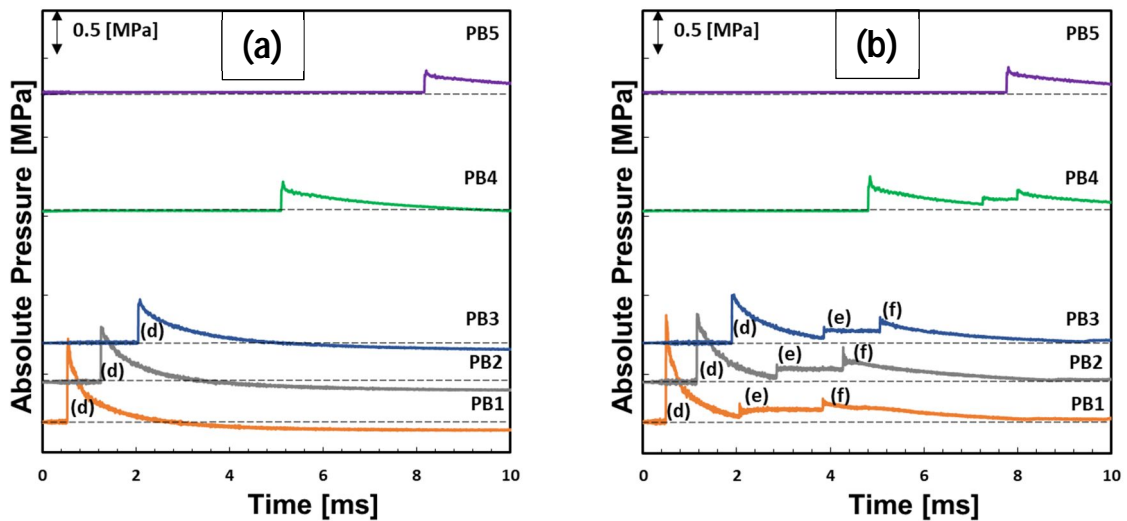 0.5 [MPa]
(a)
PB5
PB4
PB3
(d)
PB2
(d)
PB1
(d)
Absolute Pressure [MPa]
0 2 4 6 8 10
Time [ms]
0.5 [MPa]
(b)
PB5
PB4
PB3
(d) (e) (f)
PB2
(d) (e) (f)
PB1
(d) (e) (f)
Absolute Pressure [MPa]
0 2 4 6 8 10
Time [ms]